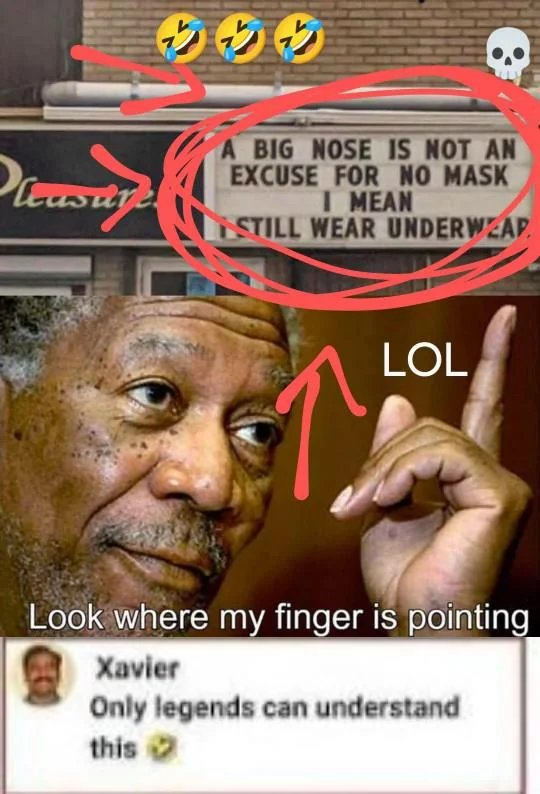 Pleasure
A BIG NOSE IS NOT AN
EXCUSE FOR NO MASK
I MEAN
I STILL WEAR UNDERWEAR
LOL
Look where my finger is pointing
Xavier
Only legends can understand
this 🤣